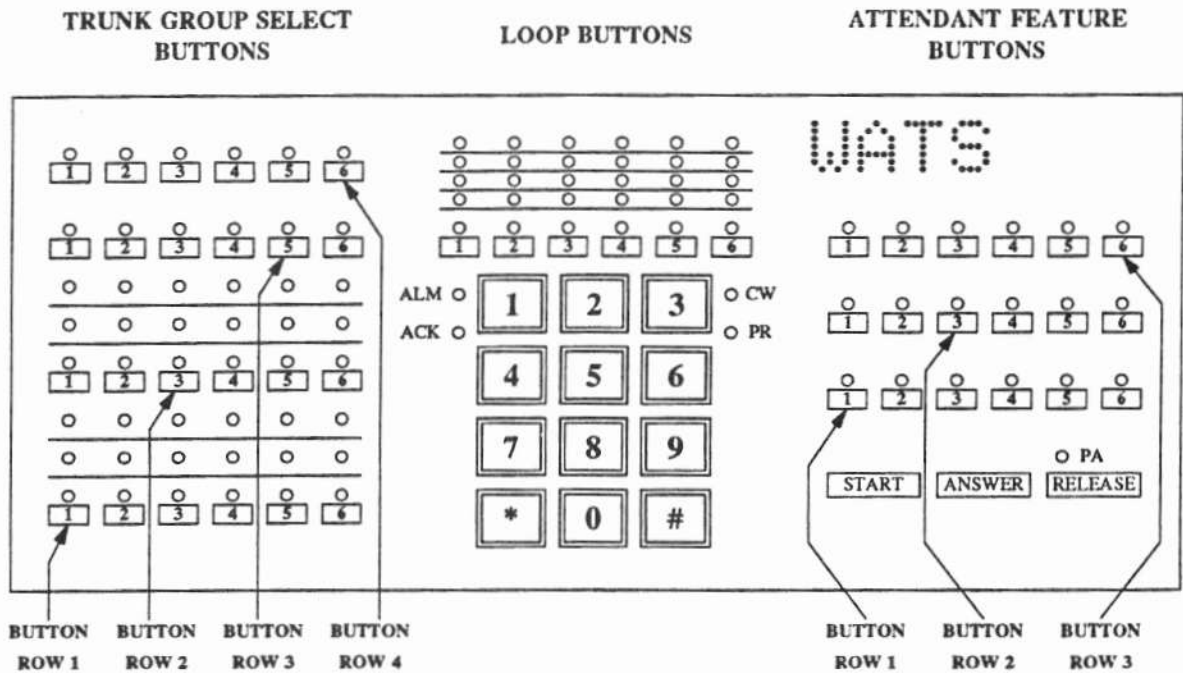 TRUNK GROUP SELECT
BUTTONS
LOOP BUTTONS
ATTENDANT FEATURE
BUTTONS
WATS
1 2 3 4 5 6
1 2 3 4 5 6
1 2 3 4 5 6
1 2 3 4 5 6
1 2 3 4 5 6
ALM
ACK
1 2 3
4 5 6
7 8 9
* 0 #
CW
PR
1 2 3 4 5 6
1 2 3 4 5 6
1 2 3 4 5 6
PA
START ANSWER RELEASE
BUTTON
ROW 1
BUTTON
ROW 2
BUTTON
ROW 3
BUTTON
ROW 4
BUTTON
ROW 1
BUTTON
ROW 2
BUTTON
ROW 3